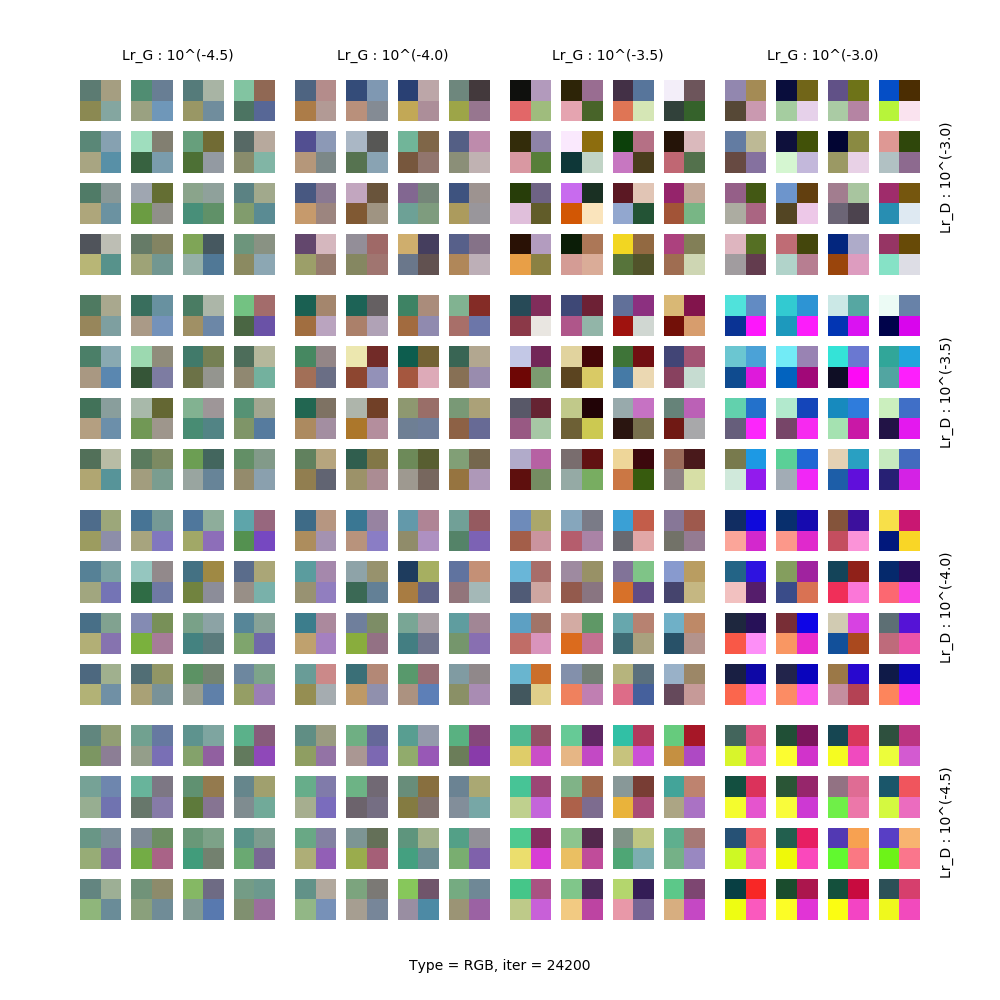 Lr_G : 10^(-4.5)
Lr_G : 10^(-4.0)
Lr_G : 10^(-3.5)
Lr_G : 10^(-3.0)
Lr_D : 10^(-3.0)
Lr_D : 10^(-3.5)
Lr_D : 10^(-4.0)
Lr_D : 10^(-4.5)
Type = RGB, iter = 24200